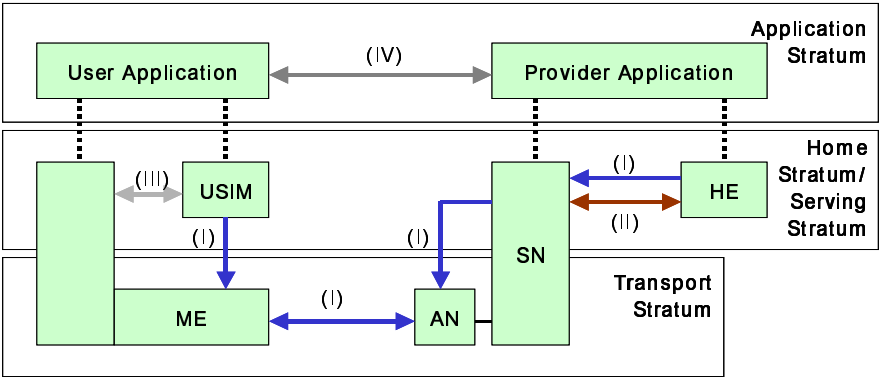 Application
Stratum
User Application
(IV)
Provider Application
Home
Stratum/
Serving
Stratum
(III)
USIM
(I)
HE
(II)
(I)
(I)
SN
Transport
Stratum
ME
(I)
AN